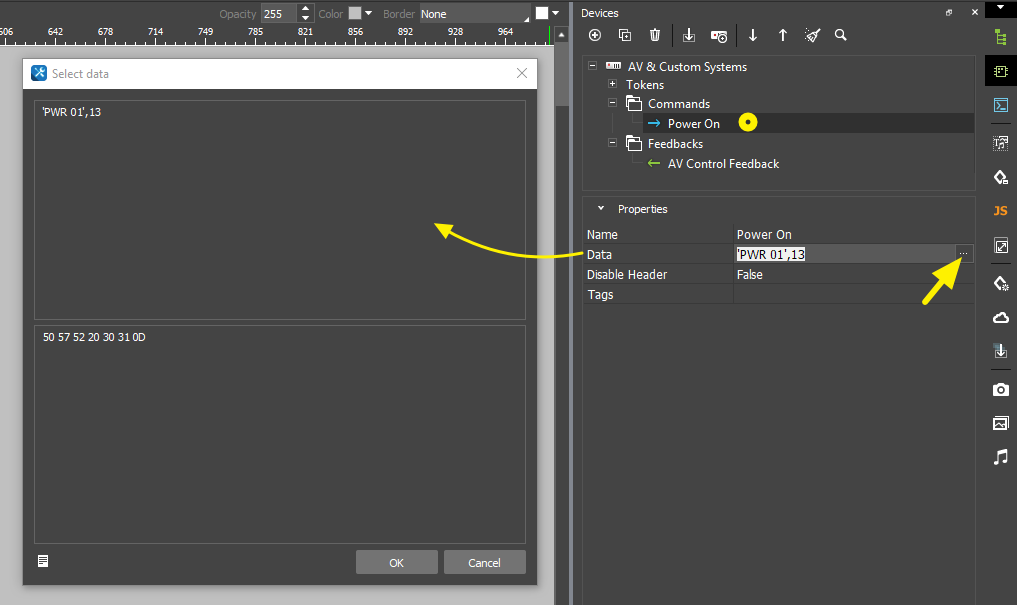 Opacity 255 Color Border None
606 642 678 714 749 785 821 856 892 928 964
Select data
'PWR 01',13
50 57 52 20 30 31 0D
OK Cancel
Devices
AV & Custom Systems
Tokens
Commands
Power On
Feedbacks
AV Control Feedback
Properties
Name Power On
Data 'PWR 01',13 ...
Disable Header False
Tags
JS